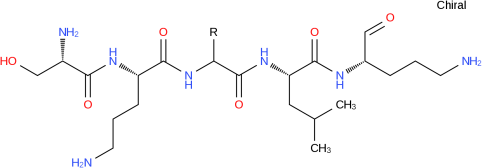 Chiral
NH₂ R O
HO H N O N H O H N O N H NH₂
O O CH₃
H₂N CH₃